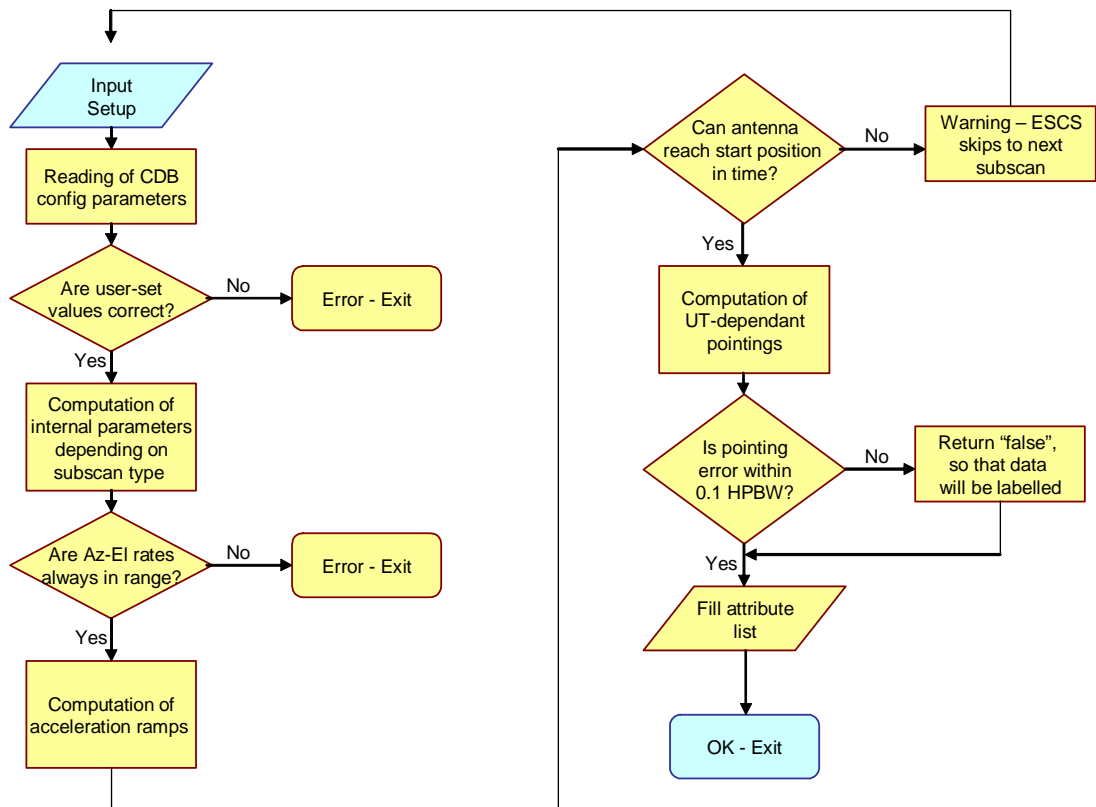 Input
Setup
Reading of CDB
config parameters
Are user-set
values correct?
No
Error - Exit
Yes
Computation of
internal parameters
depending on
subscan type
Are Az-El rates
always in range?
No
Error - Exit
Yes
Computation of
acceleration ramps
Can antenna
reach start position
in time?
No
Warning – ESCS
skips to next
subscan
Yes
Computation of
UT-dependant
pointings
Is pointing
error within
0.1 HPBW?
No
Return “false”,
so that data
will be labelled
Yes
Fill attribute
list
OK - Exit